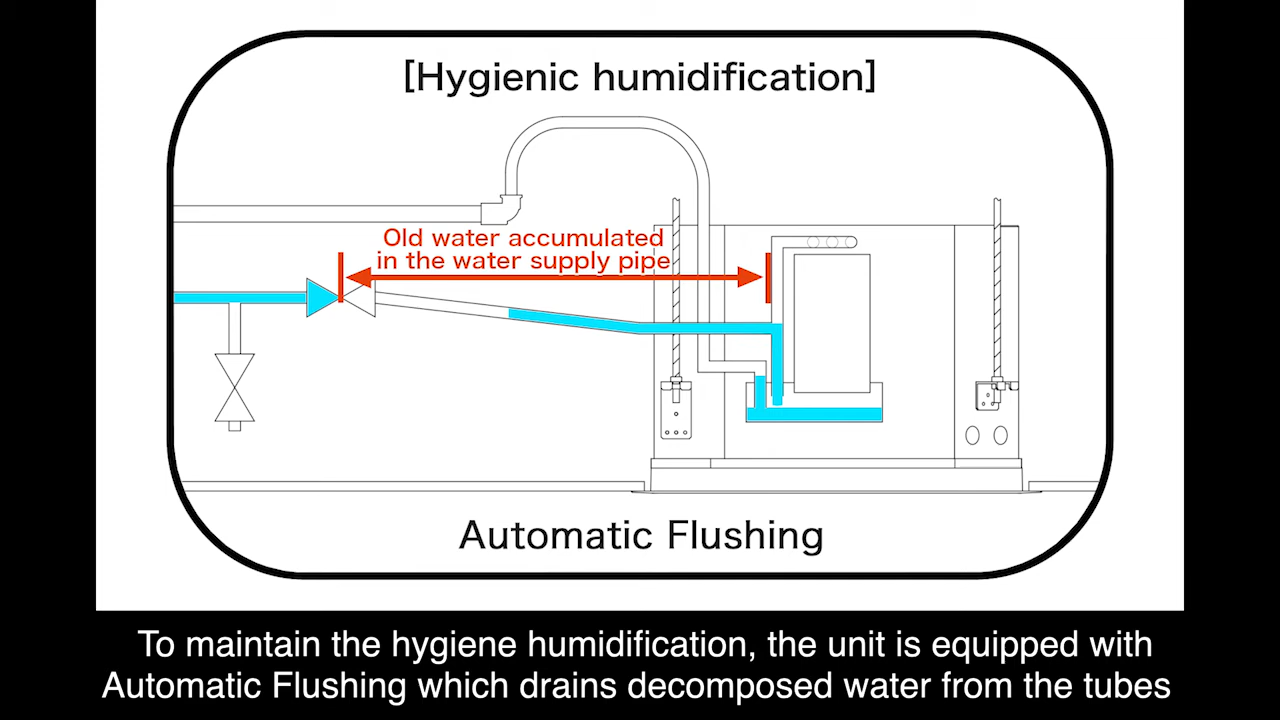 [Hygienic humidification]
Old water accumulated
in the water supply pipe
Automatic Flushing
To maintain the hygiene humidification, the unit is equipped with
Automatic Flushing which drains decomposed water from the tubes